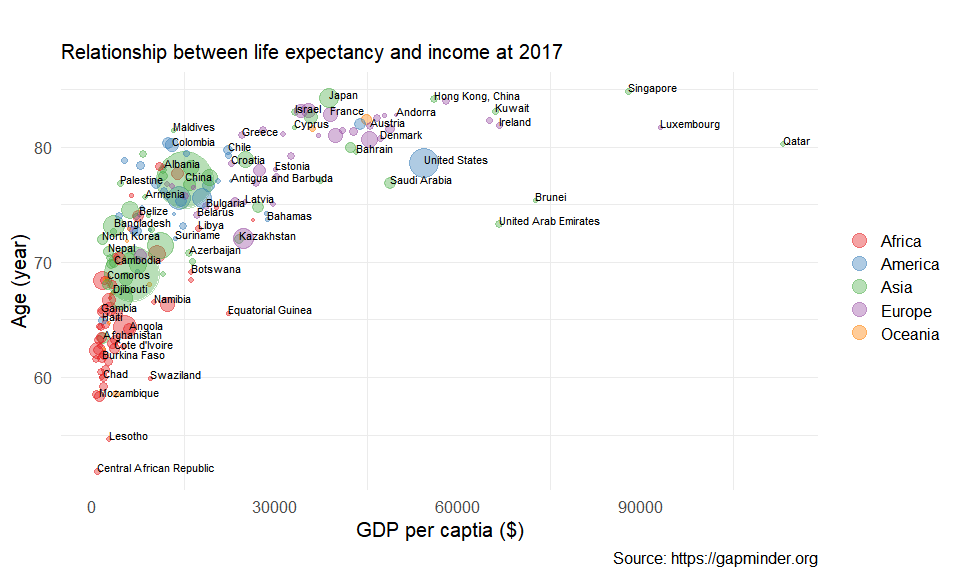 Relationship between life expectancy and income at 2017
Singapore
Japan
Hong Kong, China
Israel
France
Andorra
Kuwait
Maldives
Cyprus
Austria
Ireland
Luxembourg
Greece
Denmark
Colombia
Chile
Bahrain
Qatar
80
Albania
Croatia
Estonia
United States
Palestine
China
Antigua and Barbuda
Saudi Arabia
Armenia
Bulgaria
Latvia
Brunei
Belize
Belarus
Bahamas
Bangladesh
Libya
United Arab Emirates
North Korea
Suriname
Kazakhstan
Nepal
Azerbaijan
70
Cambodia
Botswana
Comoros
Djibouti
Namibia
Gambia
Equatorial Guinea
Haiti
Angola
Afghanistan
Cote d'Ivoire
Burkina Faso
Chad
Swaziland
60
Mozambique
Lesotho
Central African Republic
Age (year)
0
30000
60000
90000
GDP per captia ($)
Africa
America
Asia
Europe
Oceania
Source: https://gapminder.org